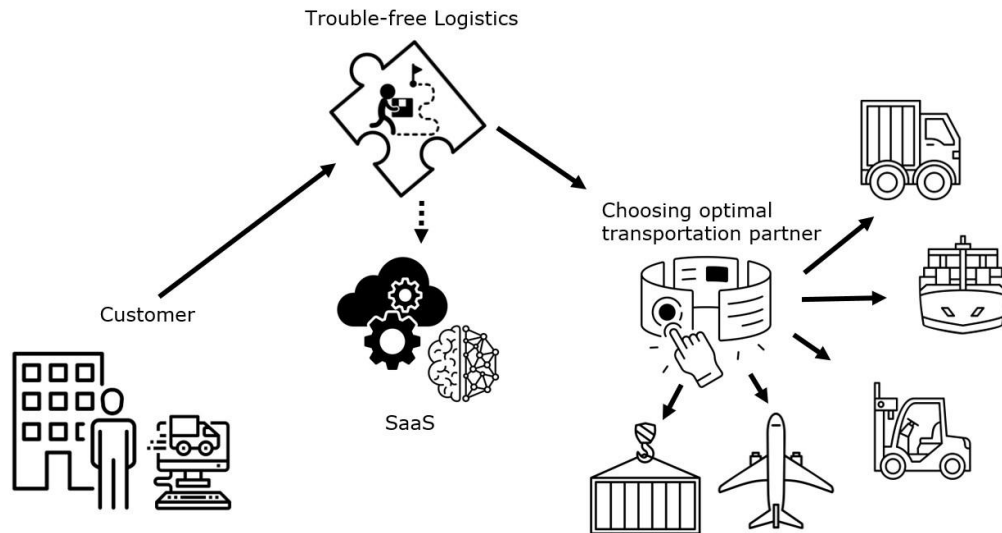 Trouble-free Logistics
Choosing optimal
transportation partner
Customer
SaaS